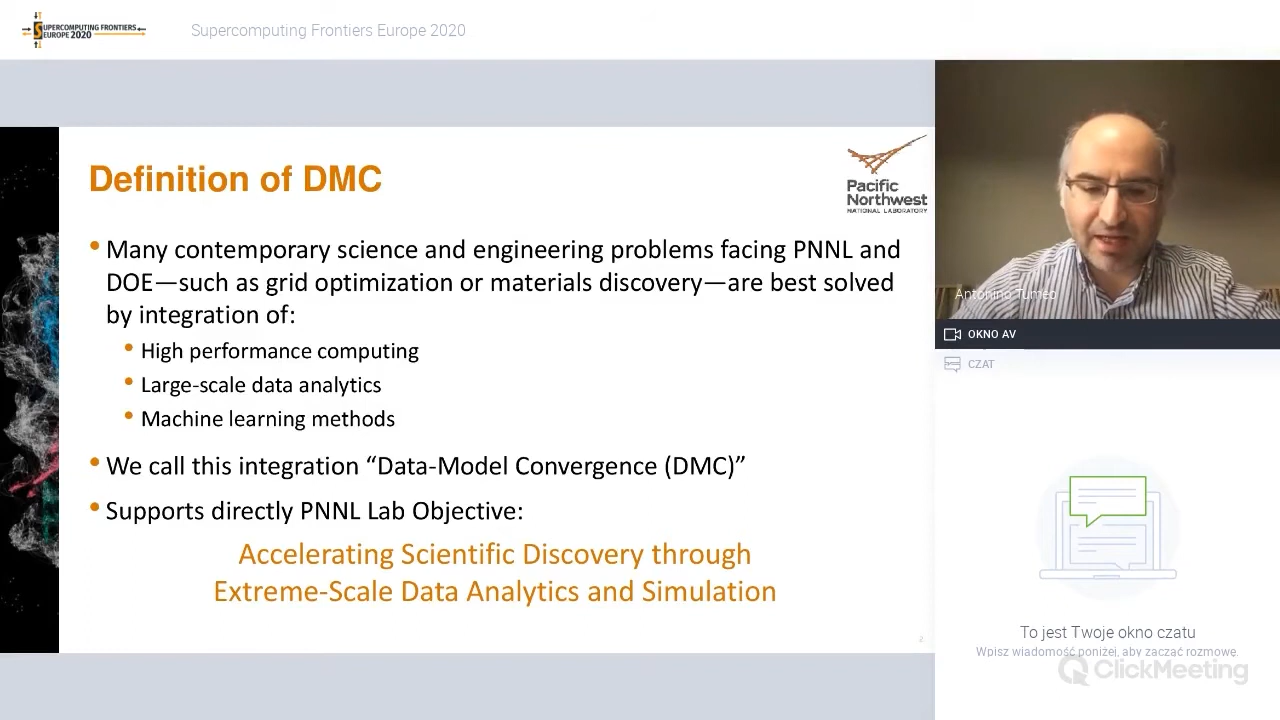 SUPERCOMPUTING FRONTIERS
EUROPE 2020
Supercomputing Frontiers Europe 2020
Definition of DMC
Pacific
Northwest
NATIONAL LABORATORY
• Many contemporary science and engineering problems facing PNNL and
DOE—such as grid optimization or materials discovery—are best solved
by integration of:
• High performance computing
• Large-scale data analytics
• Machine learning methods
• We call this integration “Data-Model Convergence (DMC)”
• Supports directly PNNL Lab Objective:
Accelerating Scientific Discovery through
Extreme-Scale Data Analytics and Simulation
2
Antonino Tumeo
OKNO AV
CZAT
To jest Twoje okno czatu
Wpisz wiadomość poniżej, aby zacząć rozmowę.
ClickMeeting